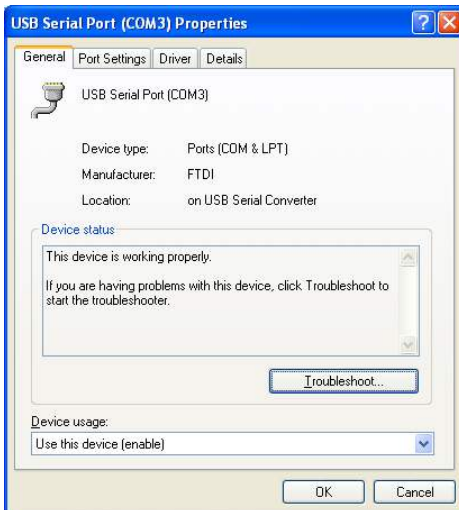 USB Serial Port (COM3) Properties
General Port Settings Driver Details
USB Serial Port (COM3)
Device type: Ports (COM & LPT)
Manufacturer: FTDI
Location: on USB Serial Converter
Device status
This device is working properly.
If you are having problems with this device, click Troubleshoot to
start the troubleshooter.
Troubleshoot...
Device usage:
Use this device (enable)
OK Cancel